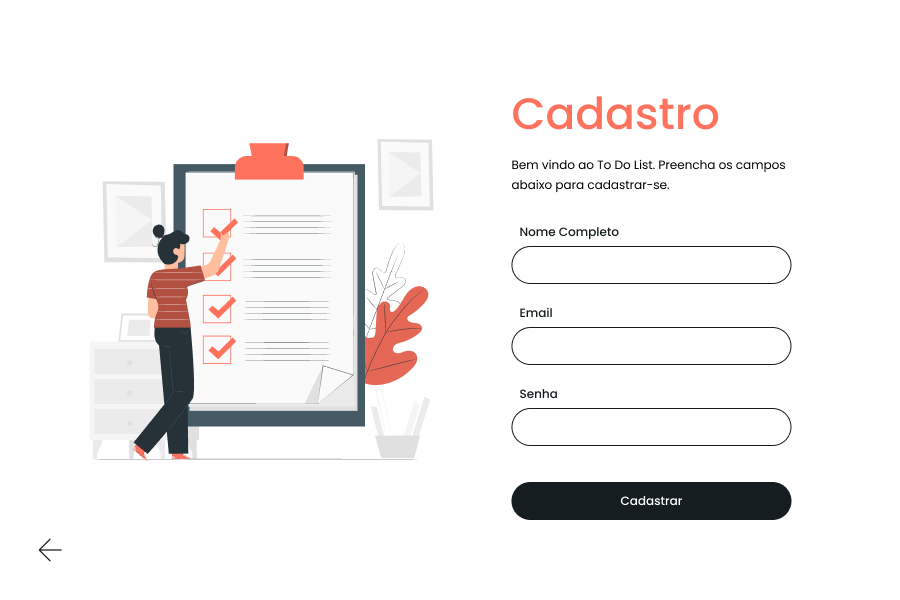 Cadastro
Bem vindo ao To Do List. Preencha os campos
abaixo para cadastrar-se.
Nome Completo
Email
Senha
Cadastrar